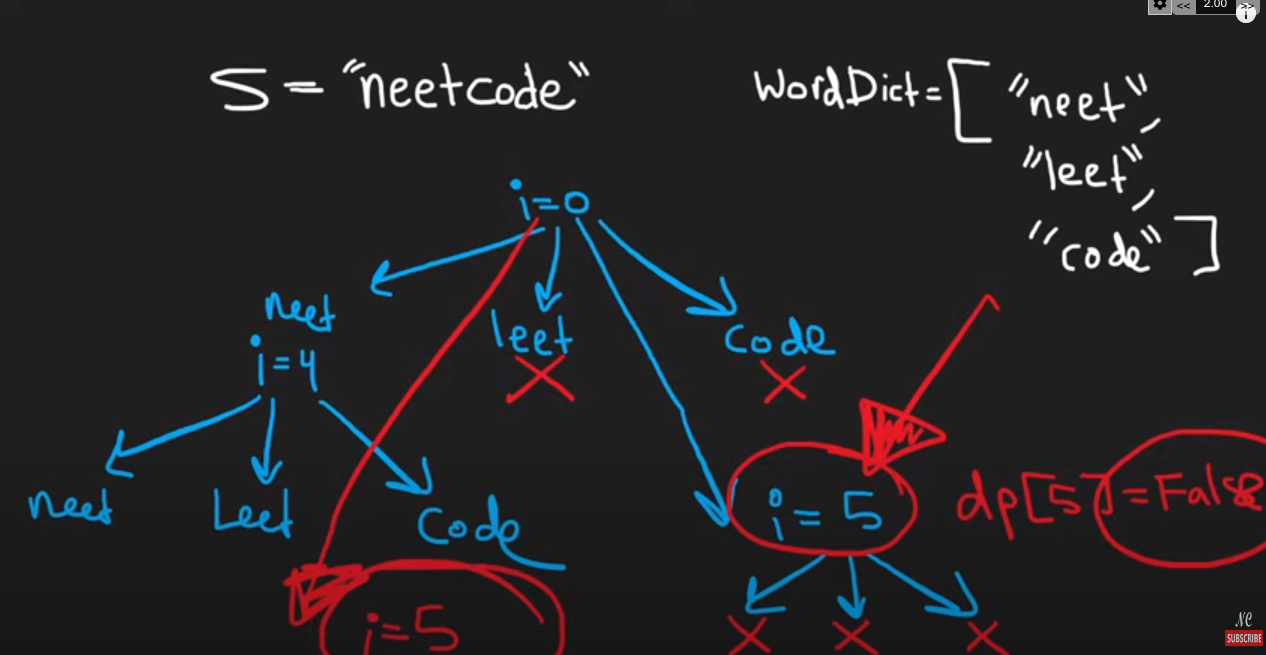 << 2.00 >>
S = "neetcode"
WordDict = [ "neet",
"leet",
"code" ]
i=0
neet
leet
code
i=4
neet
Leet
Code
i=5
dp[5] = False
i=5
NC
SUBSCRIBE